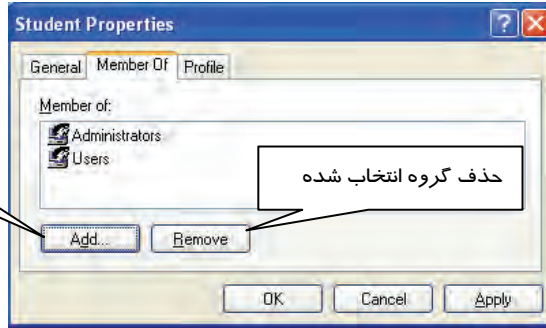 Student Properties
General Member Of Profile
Member of:
Administrators
Users
حذف گروه انتخاب شده
Add... Remove
OK Cancel Apply